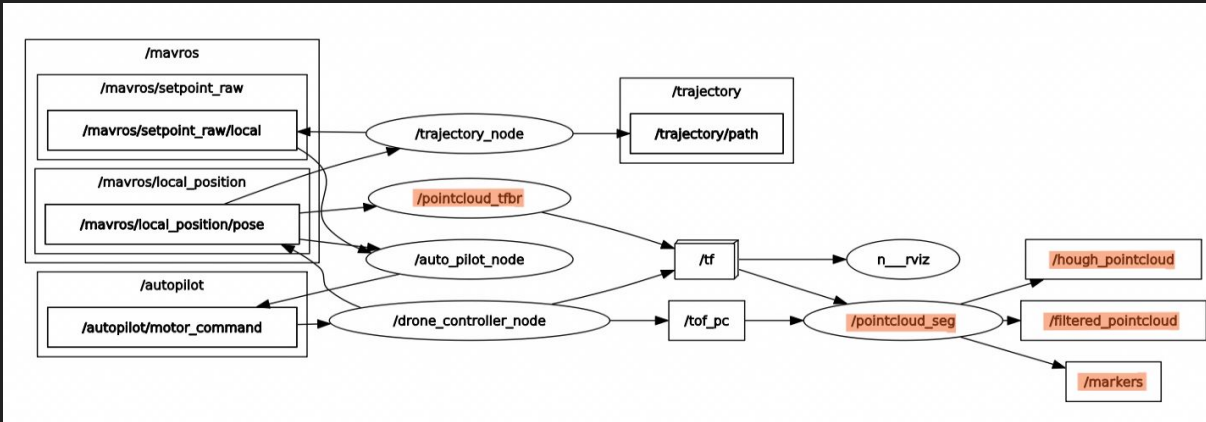 /mavros
/mavros/setpoint_raw
/mavros/setpoint_raw/local
/mavros/local_position
/mavros/local_position/pose
/autopilot
/autopilot/motor_command
/trajectory_node
/pointcloud_tfbr
/auto_pilot_node
/drone_controller_node
/trajectory
/trajectory/path
/tf
/tof_pc
n___rviz
/pointcloud_seg
/hough_pointcloud
/filtered_pointcloud
/markers